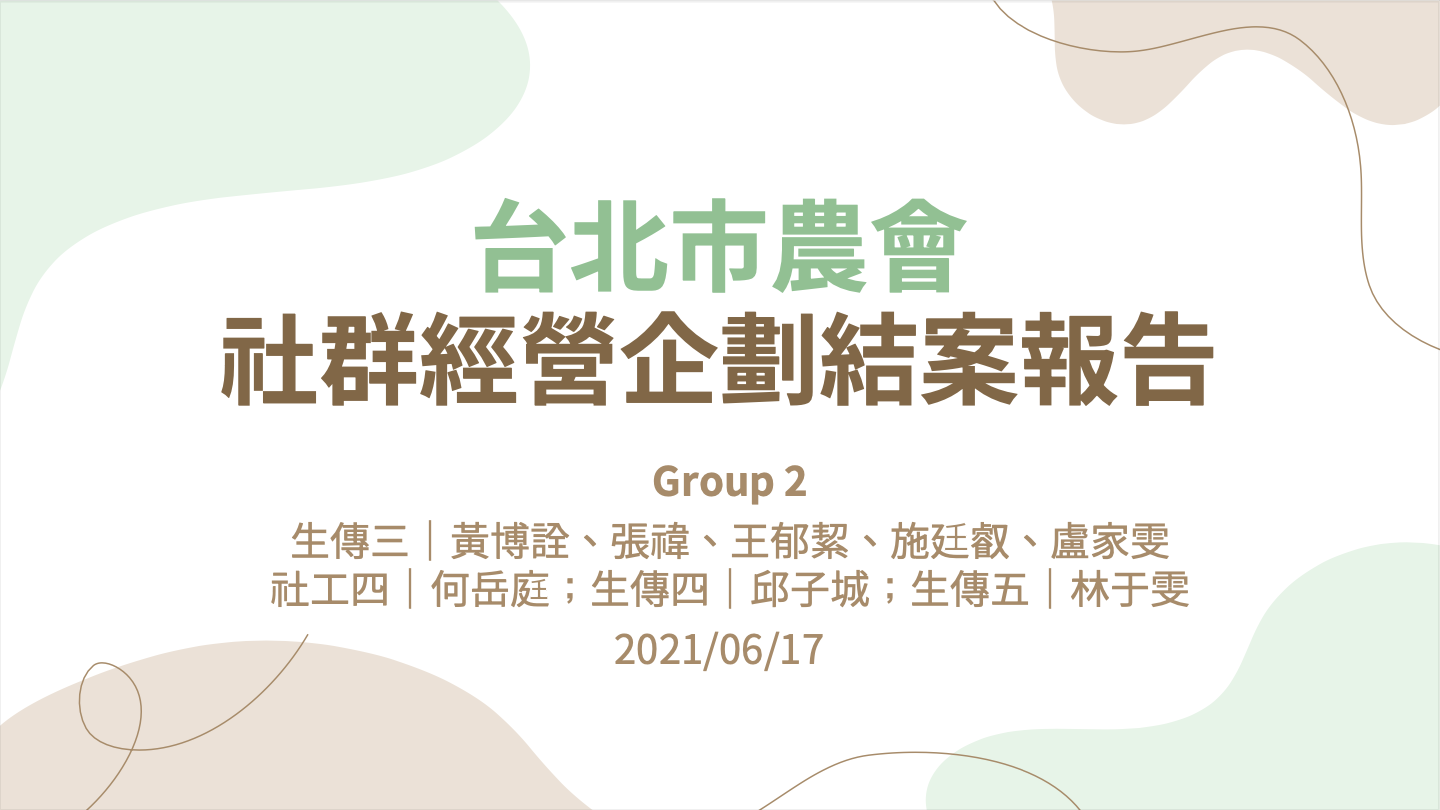 台北市農會
社群經營企劃結案報告
Group 2
生傳三｜黃博詮、張禕、王郁絜、施廷叡、盧家雯
社工四｜何岳庭；生傳四｜邱子城；生傳五｜林于雯
2021/06/17